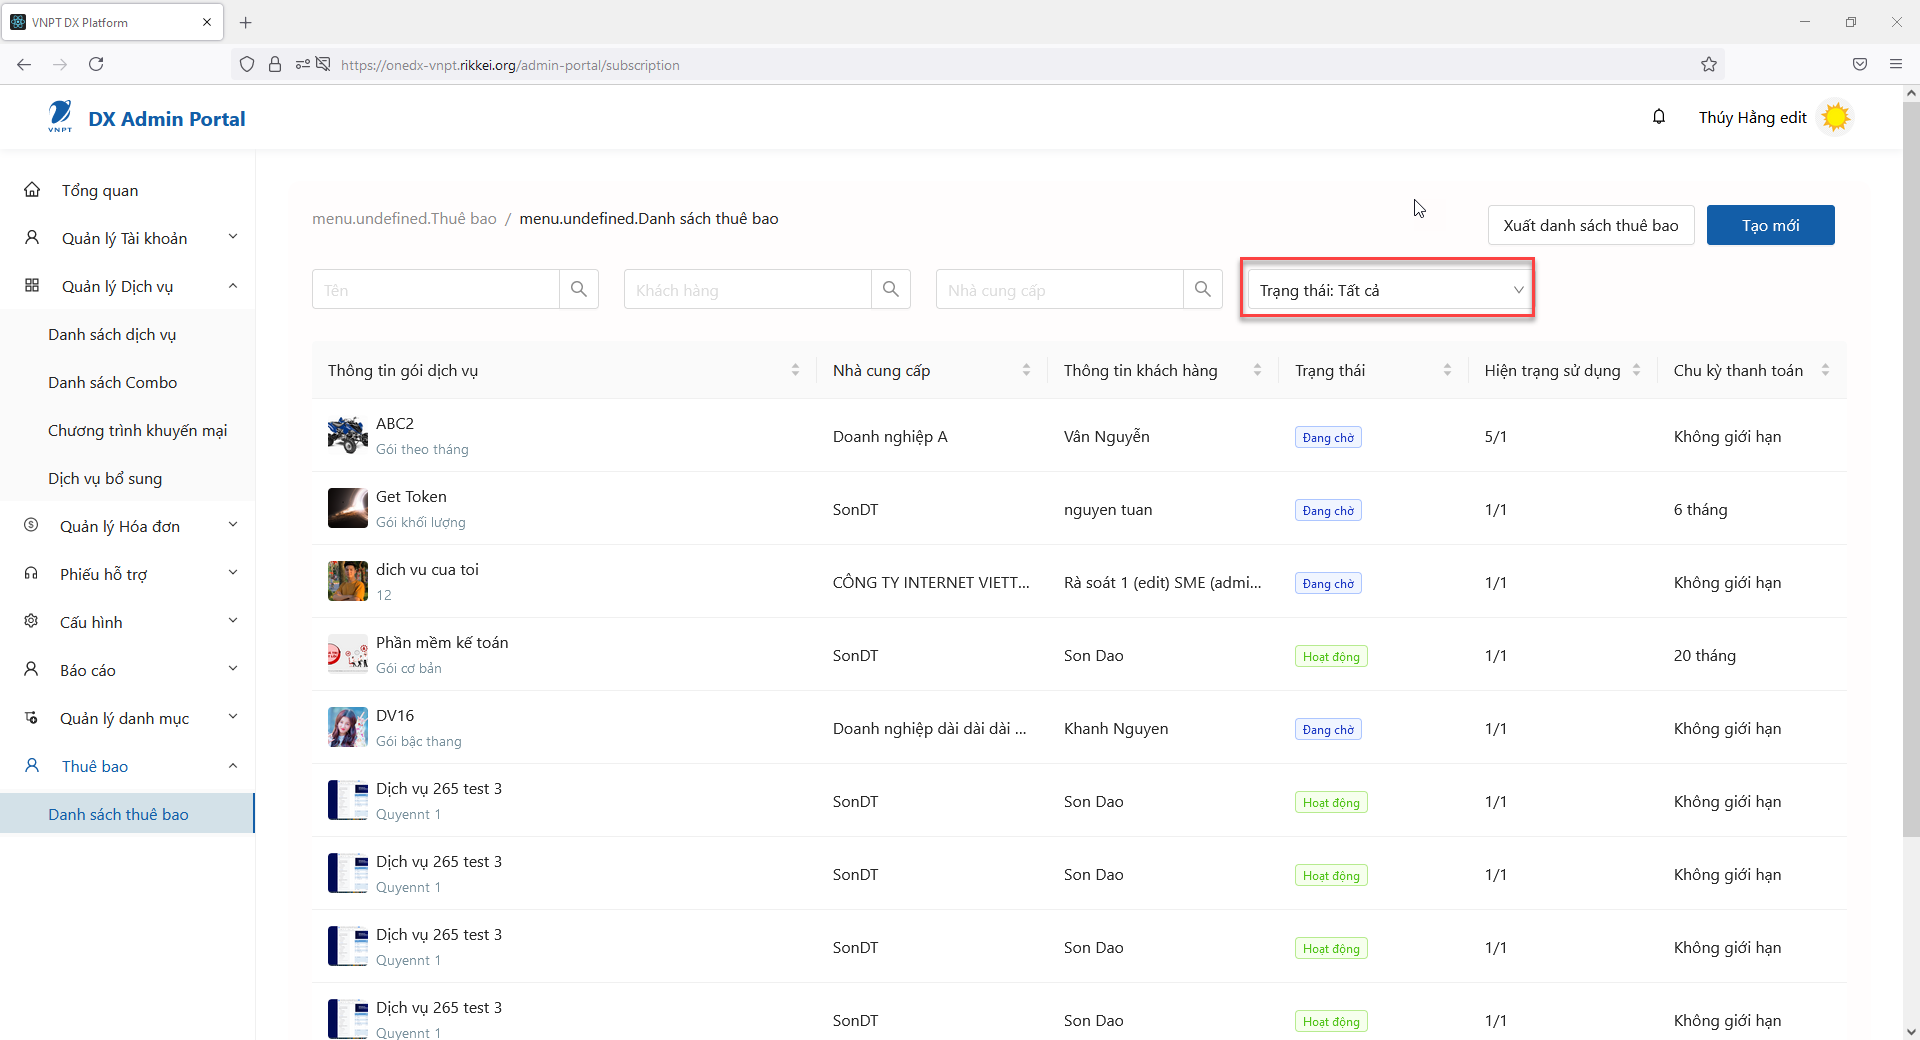 VNPT DX Platform
https://onedx-vnpt.rikkei.org/admin-portal/subscription
VNPT
DX Admin Portal
Thúy Hằng edit
Tổng quan
Quản lý Tài khoản
Quản lý Dịch vụ
Danh sách dịch vụ
Danh sách Combo
Chương trình khuyến mại
Dịch vụ bổ sung
Quản lý Hóa đơn
Phiếu hỗ trợ
Cấu hình
Báo cáo
Quản lý danh mục
Thuê bao
Danh sách thuê bao
menu.undefined.Thuê bao / menu.undefined.Danh sách thuê bao
Xuất danh sách thuê bao
Tạo mới
Tên
Khách hàng
Nhà cung cấp
Trạng thái: Tất cả
Thông tin gói dịch vụ Nhà cung cấp Thông tin khách hàng Trạng thái Hiện trạng sử dụng Chu kỳ thanh toán
ABC2
Gói theo tháng
Doanh nghiệp A Vân Nguyễn Đang chờ 5/1 Không giới hạn
Get Token
Gói khối lượng
SonDT nguyen tuan Đang chờ 1/1 6 tháng
dich vu cua toi
12
CÔNG TY INTERNET VIETT... Rà soát 1 (edit) SME (admi... Đang chờ 1/1 Không giới hạn
Phần mềm kế toán
Gói cơ bản
SonDT Son Dao Hoạt động 1/1 20 tháng
DV16
Gói bậc thang
Doanh nghiệp dài dài dài ... Khanh Nguyen Đang chờ 1/1 Không giới hạn
Dịch vụ 265 test 3
Quyennt 1
SonDT Son Dao Hoạt động 1/1 Không giới hạn
Dịch vụ 265 test 3
Quyennt 1
SonDT Son Dao Hoạt động 1/1 Không giới hạn
Dịch vụ 265 test 3
Quyennt 1
SonDT Son Dao Hoạt động 1/1 Không giới hạn
Dịch vụ 265 test 3
Quyennt 1
SonDT Son Dao Hoạt động 1/1 Không giới hạn